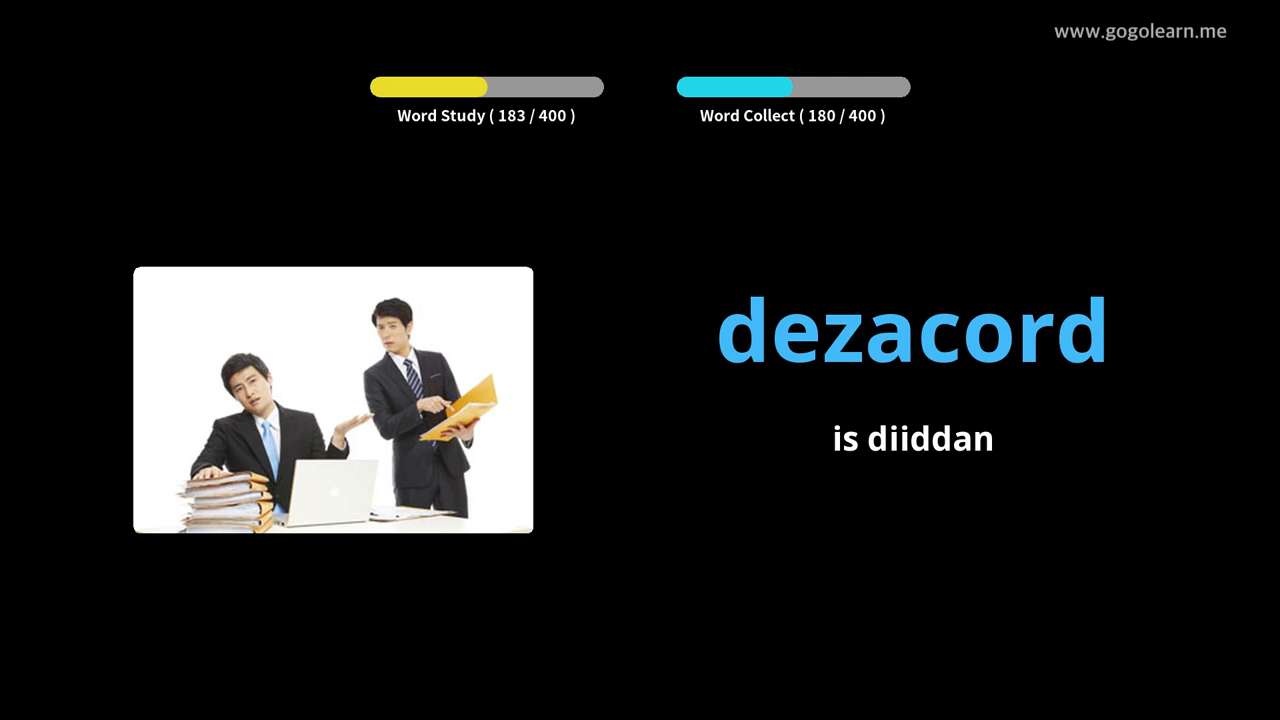 www.gogolearn.me
Word Study ( 183 / 400 )
Word Collect ( 180 / 400 )
dezacord
is diiddan